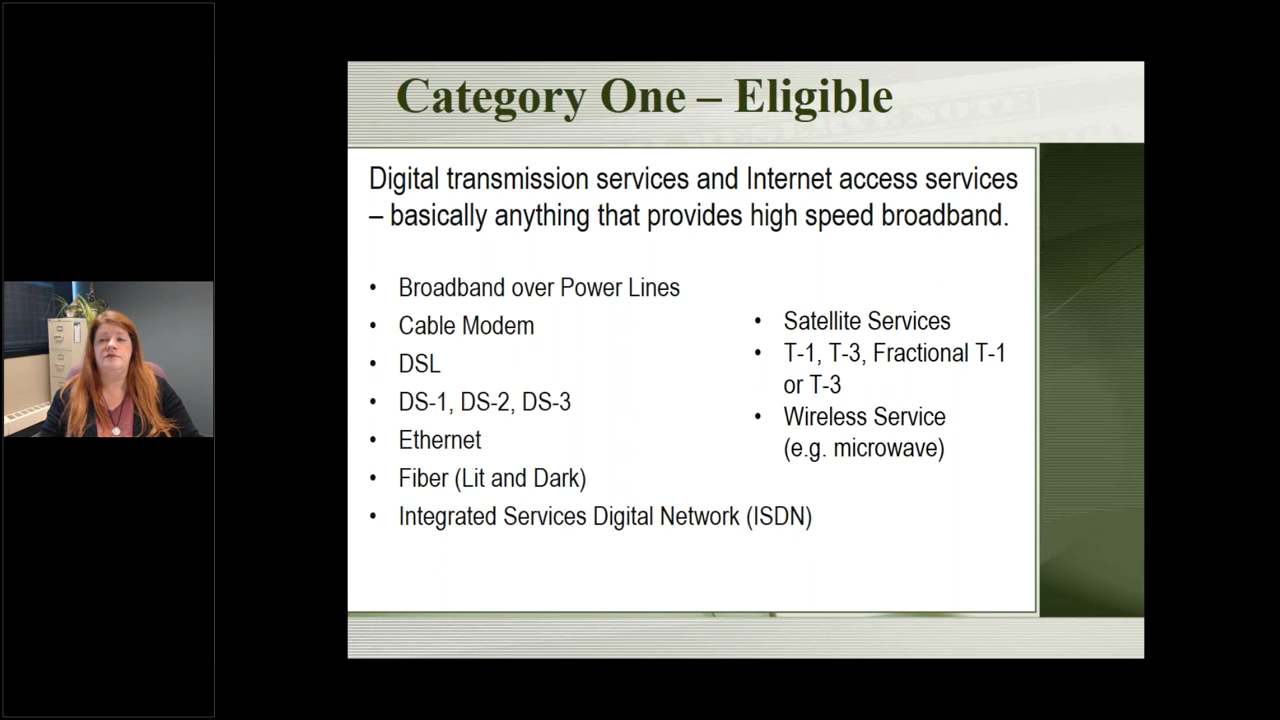 Category One – Eligible
Digital transmission services and Internet access services
– basically anything that provides high speed broadband.
• Broadband over Power Lines
• Cable Modem
• DSL
• DS-1, DS-2, DS-3
• Ethernet
• Fiber (Lit and Dark)
• Integrated Services Digital Network (ISDN)
• Satellite Services
• T-1, T-3, Fractional T-1
or T-3
• Wireless Service
(e.g. microwave)